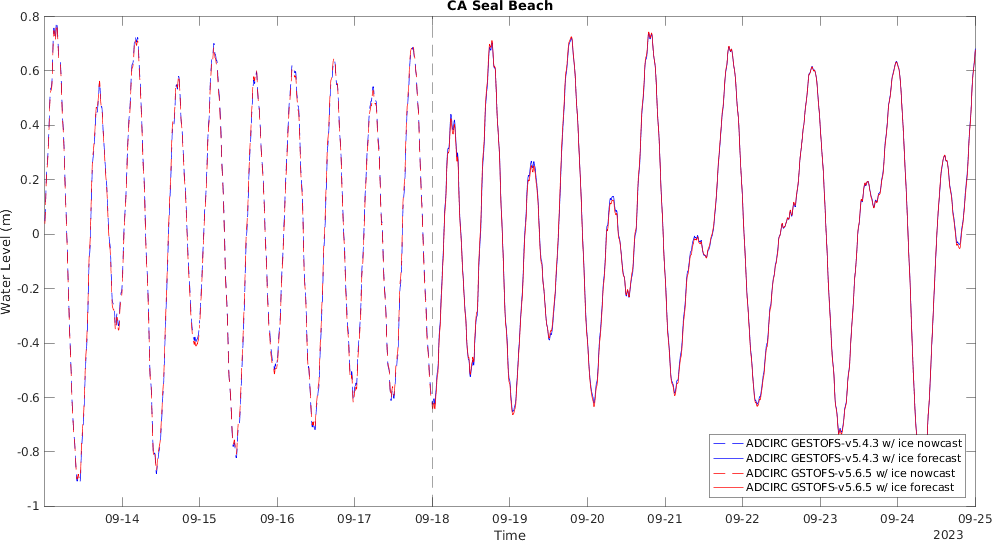 CA Seal Beach
0.8
0.6
0.4
0.2
0
-0.2
-0.4
-0.6
-0.8
-1
Water Level (m)
ADCIRC GESTOFS-v5.4.3 w/ ice nowcast
ADCIRC GESTOFS-v5.4.3 w/ ice forecast
ADCIRC GSTOFS-v5.6.5 w/ ice nowcast
ADCIRC GSTOFS-v5.6.5 w/ ice forecast
09-14 09-15 09-16 09-17 09-18 09-19 09-20 09-21 09-22 09-23 09-24 09-25
Time
2023